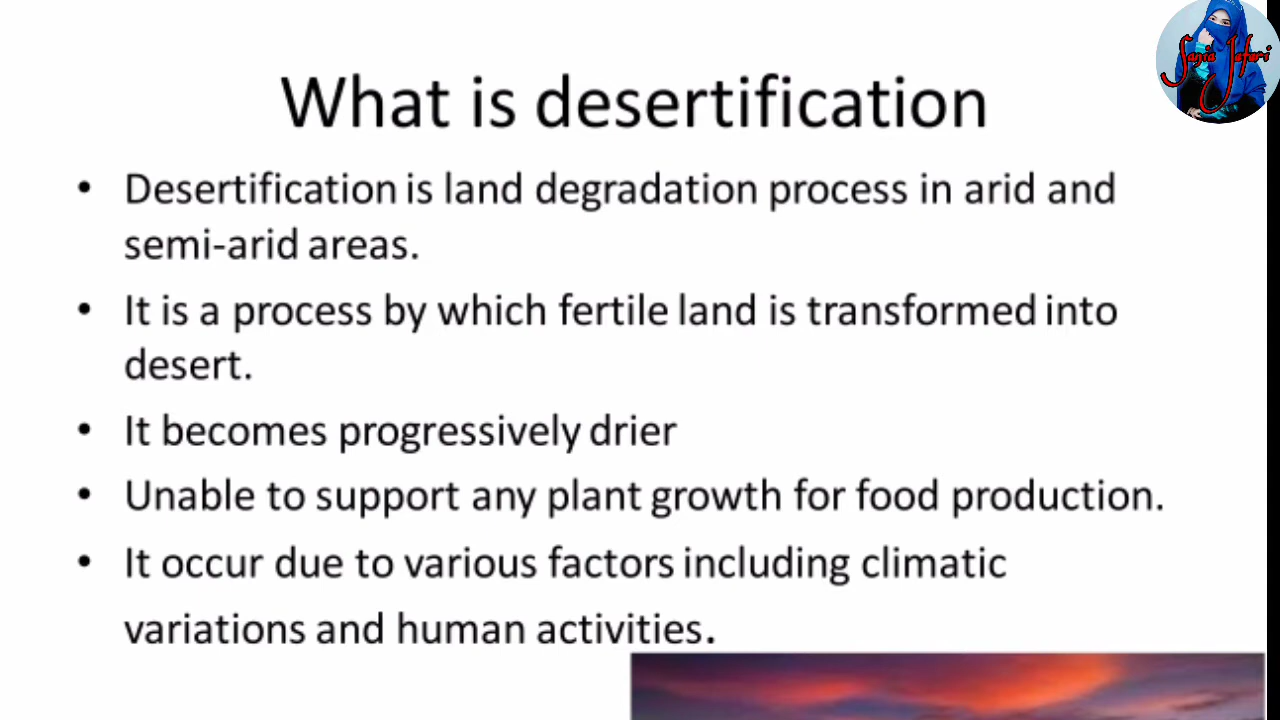 Sania Jafuri
What is desertification
• Desertification is land degradation process in arid and
semi-arid areas.
• It is a process by which fertile land is transformed into
desert.
• It becomes progressively drier
• Unable to support any plant growth for food production.
• It occur due to various factors including climatic
variations and human activities.